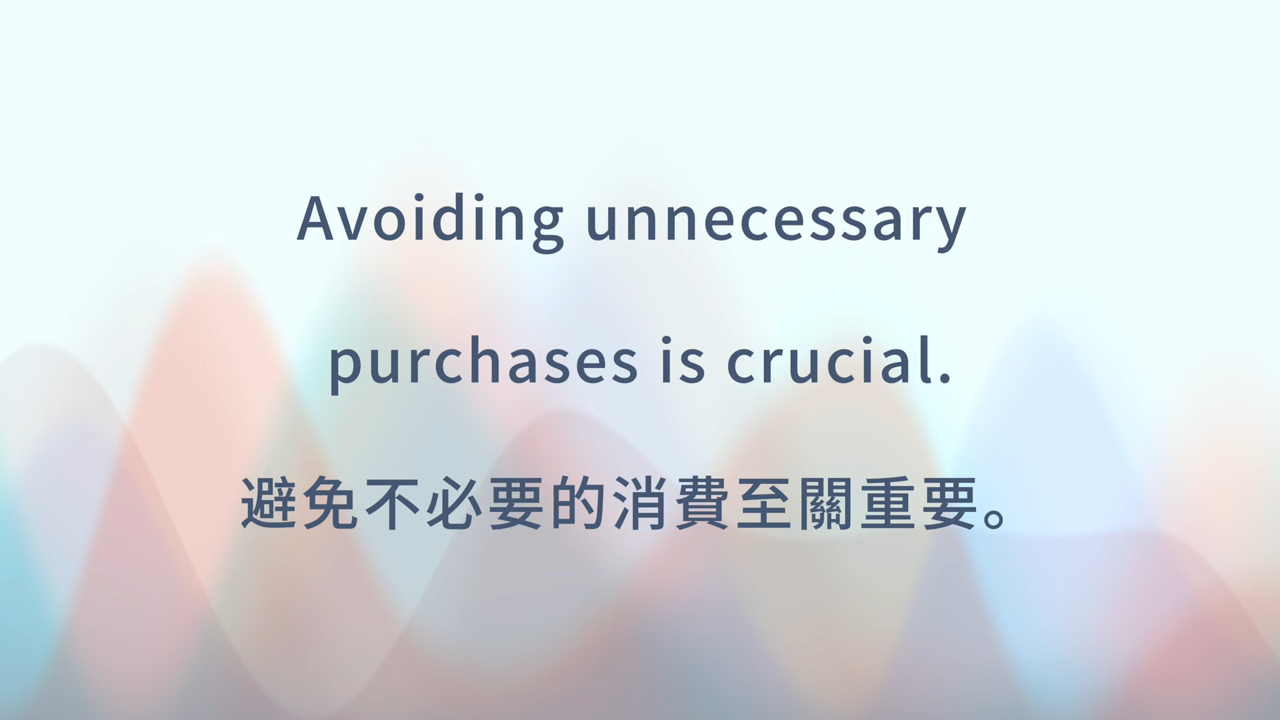 Avoiding unnecessary
purchases is crucial.
避免不必要的消費至關重要。